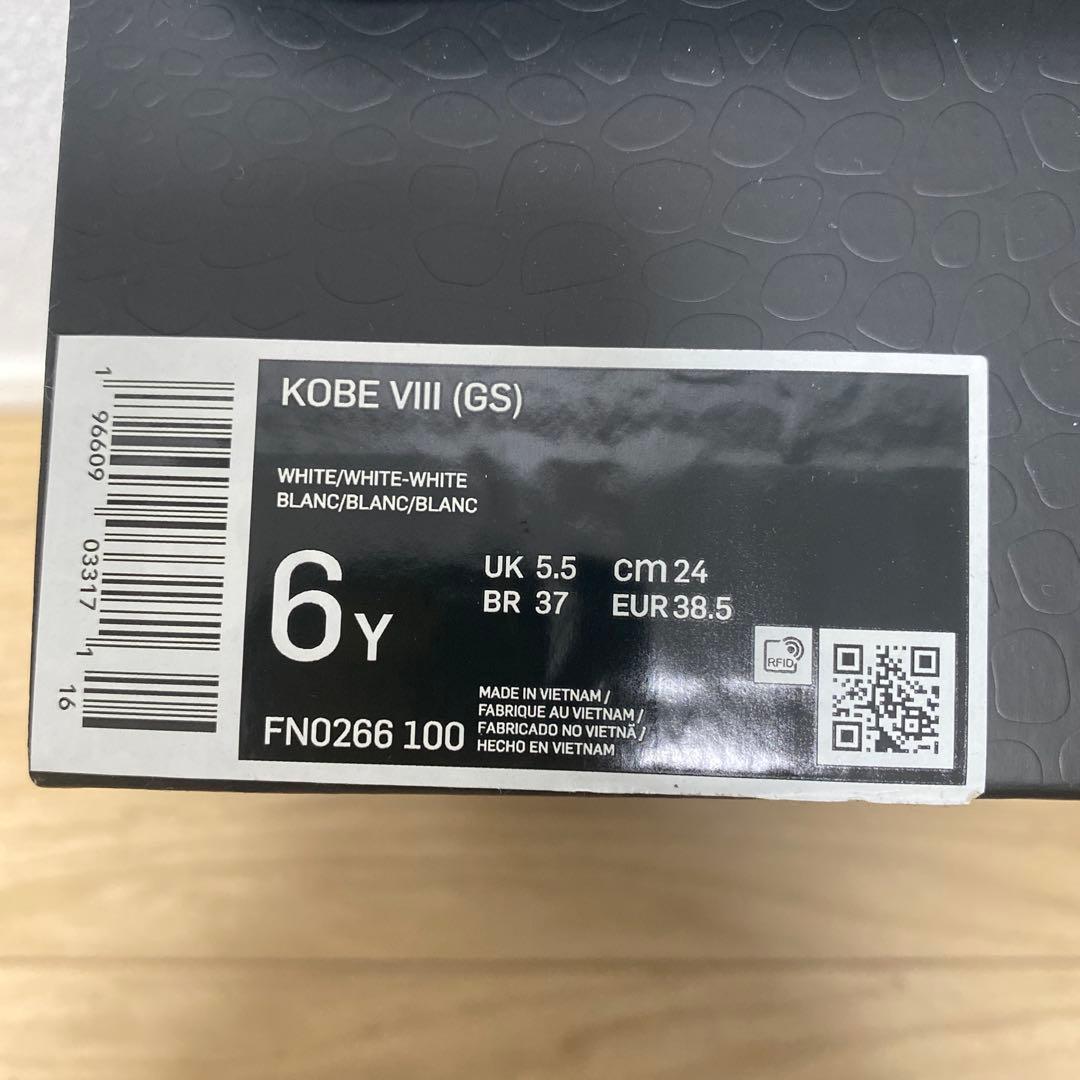 KOBE VIII (GS)
WHITE/WHITE-WHITE
BLANC/BLANC/BLANC
6Y
UK 5.5 cm 24
BR 37 EUR 38.5
RFID
FN0266 100
MADE IN VIETNAM /
FABRIQUE AU VIETNAM /
FABRICADO NO VIETNÃ /
HECHO EN VIETNAM
1 96609 03317 1 16